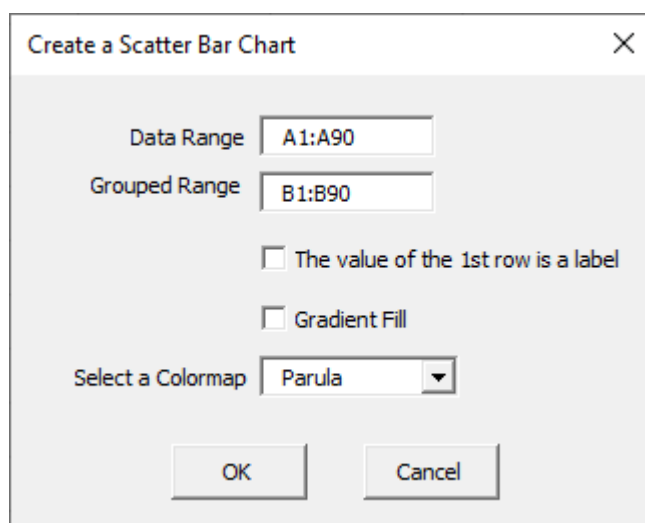 Create a Scatter Bar Chart
Data Range A1:A90
Grouped Range B1:B90
The value of the 1st row is a label
Gradient Fill
Select a Colormap Parula
OK Cancel